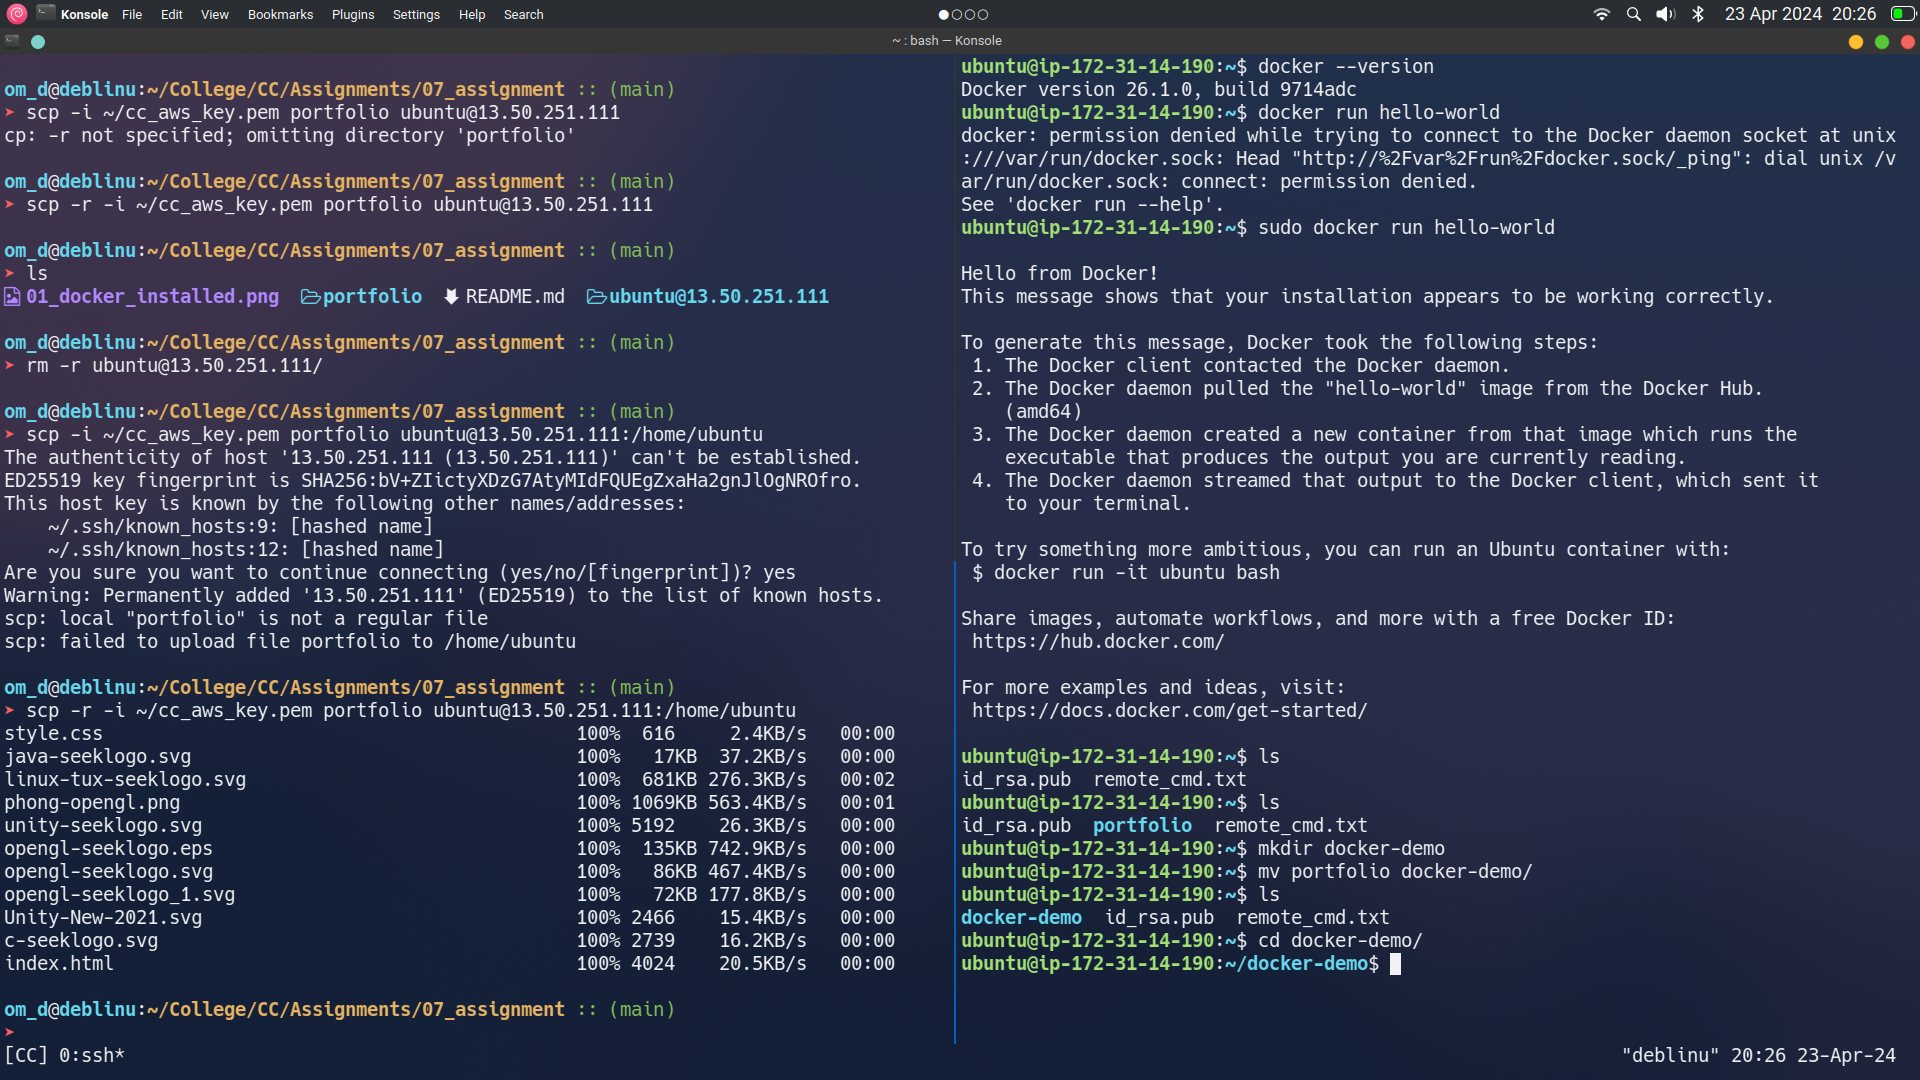 Konsole File Edit View Bookmarks Plugins Settings Help Search 23 Apr 2024 20:26
~ : bash — Konsole
om_d@deblinu:~/College/CC/Assignments/07_assignment :: (main)
➤ scp -i ~/cc_aws_key.pem portfolio ubuntu@13.50.251.111
cp: -r not specified; omitting directory 'portfolio'
om_d@deblinu:~/College/CC/Assignments/07_assignment :: (main)
➤ scp -r -i ~/cc_aws_key.pem portfolio ubuntu@13.50.251.111
om_d@deblinu:~/College/CC/Assignments/07_assignment :: (main)
➤ ls
01_docker_installed.png portfolio README.md ubuntu@13.50.251.111
om_d@deblinu:~/College/CC/Assignments/07_assignment :: (main)
➤ rm -r ubuntu@13.50.251.111/
om_d@deblinu:~/College/CC/Assignments/07_assignment :: (main)
➤ scp -i ~/cc_aws_key.pem portfolio ubuntu@13.50.251.111:/home/ubuntu
The authenticity of host '13.50.251.111 (13.50.251.111)' can't be established.
ED25519 key fingerprint is SHA256:bV+ZIictyXDzG7AtyMIdFQUEgZxaHa2gnJlOgNROfro.
This host key is known by the following other names/addresses:
    ~/.ssh/known_hosts:9: [hashed name]
    ~/.ssh/known_hosts:12: [hashed name]
Are you sure you want to continue connecting (yes/no/[fingerprint])? yes
Warning: Permanently added '13.50.251.111' (ED25519) to the list of known hosts.
scp: local "portfolio" is not a regular file
scp: failed to upload file portfolio to /home/ubuntu
om_d@deblinu:~/College/CC/Assignments/07_assignment :: (main)
➤ scp -r -i ~/cc_aws_key.pem portfolio ubuntu@13.50.251.111:/home/ubuntu
style.css 100% 616 2.4KB/s 00:00
java-seeklogo.svg 100% 17KB 37.2KB/s 00:00
linux-tux-seeklogo.svg 100% 681KB 276.3KB/s 00:02
phong-opengl.png 100% 1069KB 563.4KB/s 00:01
unity-seeklogo.svg 100% 5192 26.3KB/s 00:00
opengl-seeklogo.eps 100% 135KB 742.9KB/s 00:00
opengl-seeklogo.svg 100% 86KB 467.4KB/s 00:00
opengl-seeklogo_1.svg 100% 72KB 177.8KB/s 00:00
Unity-New-2021.svg 100% 2466 15.4KB/s 00:00
c-seeklogo.svg 100% 2739 16.2KB/s 00:00
index.html 100% 4024 20.5KB/s 00:00
om_d@deblinu:~/College/CC/Assignments/07_assignment :: (main)
➤
ubuntu@ip-172-31-14-190:~$ docker --version
Docker version 26.1.0, build 9714adc
ubuntu@ip-172-31-14-190:~$ docker run hello-world
docker: permission denied while trying to connect to the Docker daemon socket at unix
:///var/run/docker.sock: Head "http://%2Fvar%2Frun%2Fdocker.sock/_ping": dial unix /v
ar/run/docker.sock: connect: permission denied.
See 'docker run --help'.
ubuntu@ip-172-31-14-190:~$ sudo docker run hello-world
Hello from Docker!
This message shows that your installation appears to be working correctly.
To generate this message, Docker took the following steps:
 1. The Docker client contacted the Docker daemon.
 2. The Docker daemon pulled the "hello-world" image from the Docker Hub.
    (amd64)
 3. The Docker daemon created a new container from that image which runs the
    executable that produces the output you are currently reading.
 4. The Docker daemon streamed that output to the Docker client, which sent it
    to your terminal.
To try something more ambitious, you can run an Ubuntu container with:
 $ docker run -it ubuntu bash
Share images, automate workflows, and more with a free Docker ID:
 https://hub.docker.com/
For more examples and ideas, visit:
 https://docs.docker.com/get-started/
ubuntu@ip-172-31-14-190:~$ ls
id_rsa.pub remote_cmd.txt
ubuntu@ip-172-31-14-190:~$ ls
id_rsa.pub portfolio remote_cmd.txt
ubuntu@ip-172-31-14-190:~$ mkdir docker-demo
ubuntu@ip-172-31-14-190:~$ mv portfolio docker-demo/
ubuntu@ip-172-31-14-190:~$ ls
docker-demo id_rsa.pub remote_cmd.txt
ubuntu@ip-172-31-14-190:~$ cd docker-demo/
ubuntu@ip-172-31-14-190:~/docker-demo$
[CC] 0:ssh* "deblinu" 20:26 23-Apr-24